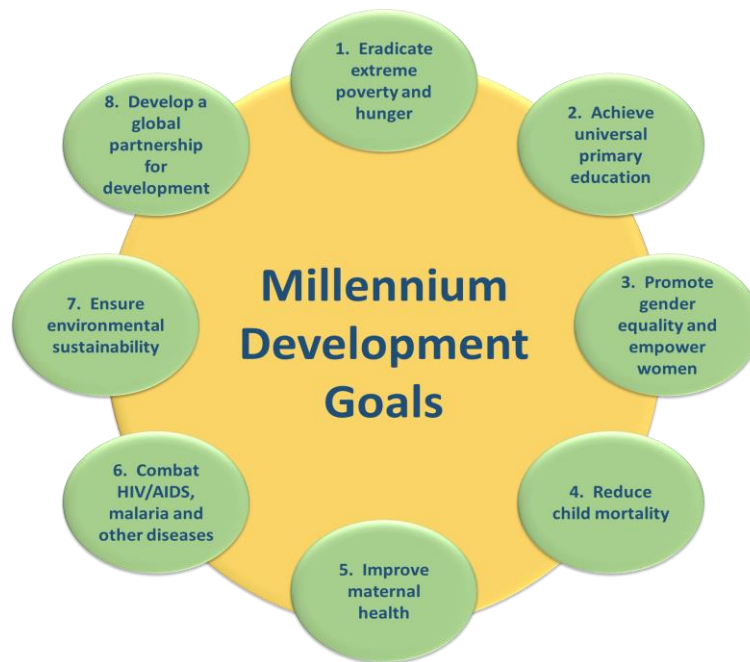 Millennium
Development
Goals
1. Eradicate
extreme
poverty and
hunger
2. Achieve
universal
primary
education
3. Promote
gender
equality and
empower
women
4. Reduce
child mortality
5. Improve
maternal
health
6. Combat
HIV/AIDS,
malaria and
other diseases
7. Ensure
environmental
sustainability
8. Develop a
global
partnership
for
development